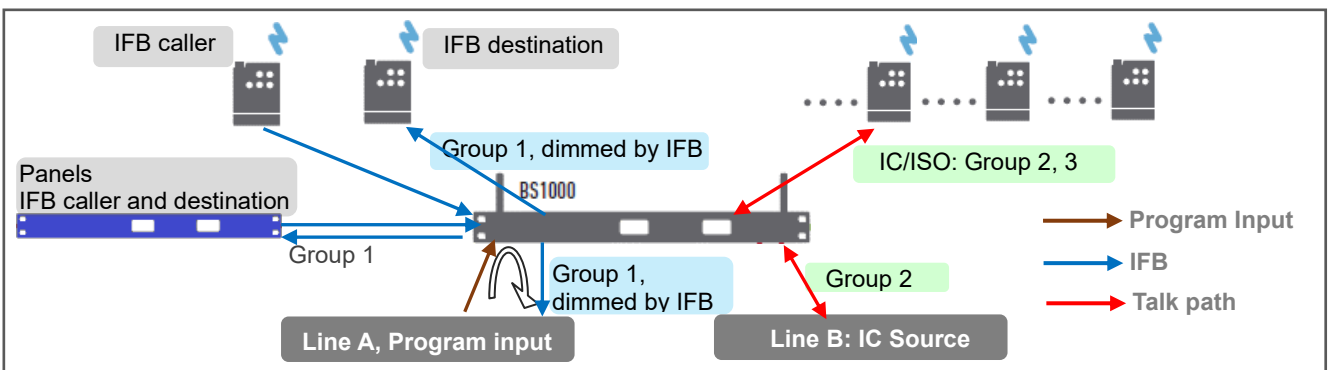 IFB caller
IFB destination
Group 1, dimmed by IFB
IC/ISO: Group 2, 3
Panels
IFB caller and destination
BS1000
Program Input
Group 1
IFB
Group 1,
dimmed by IFB
Group 2
Talk path
Line A, Program input
Line B: IC Source